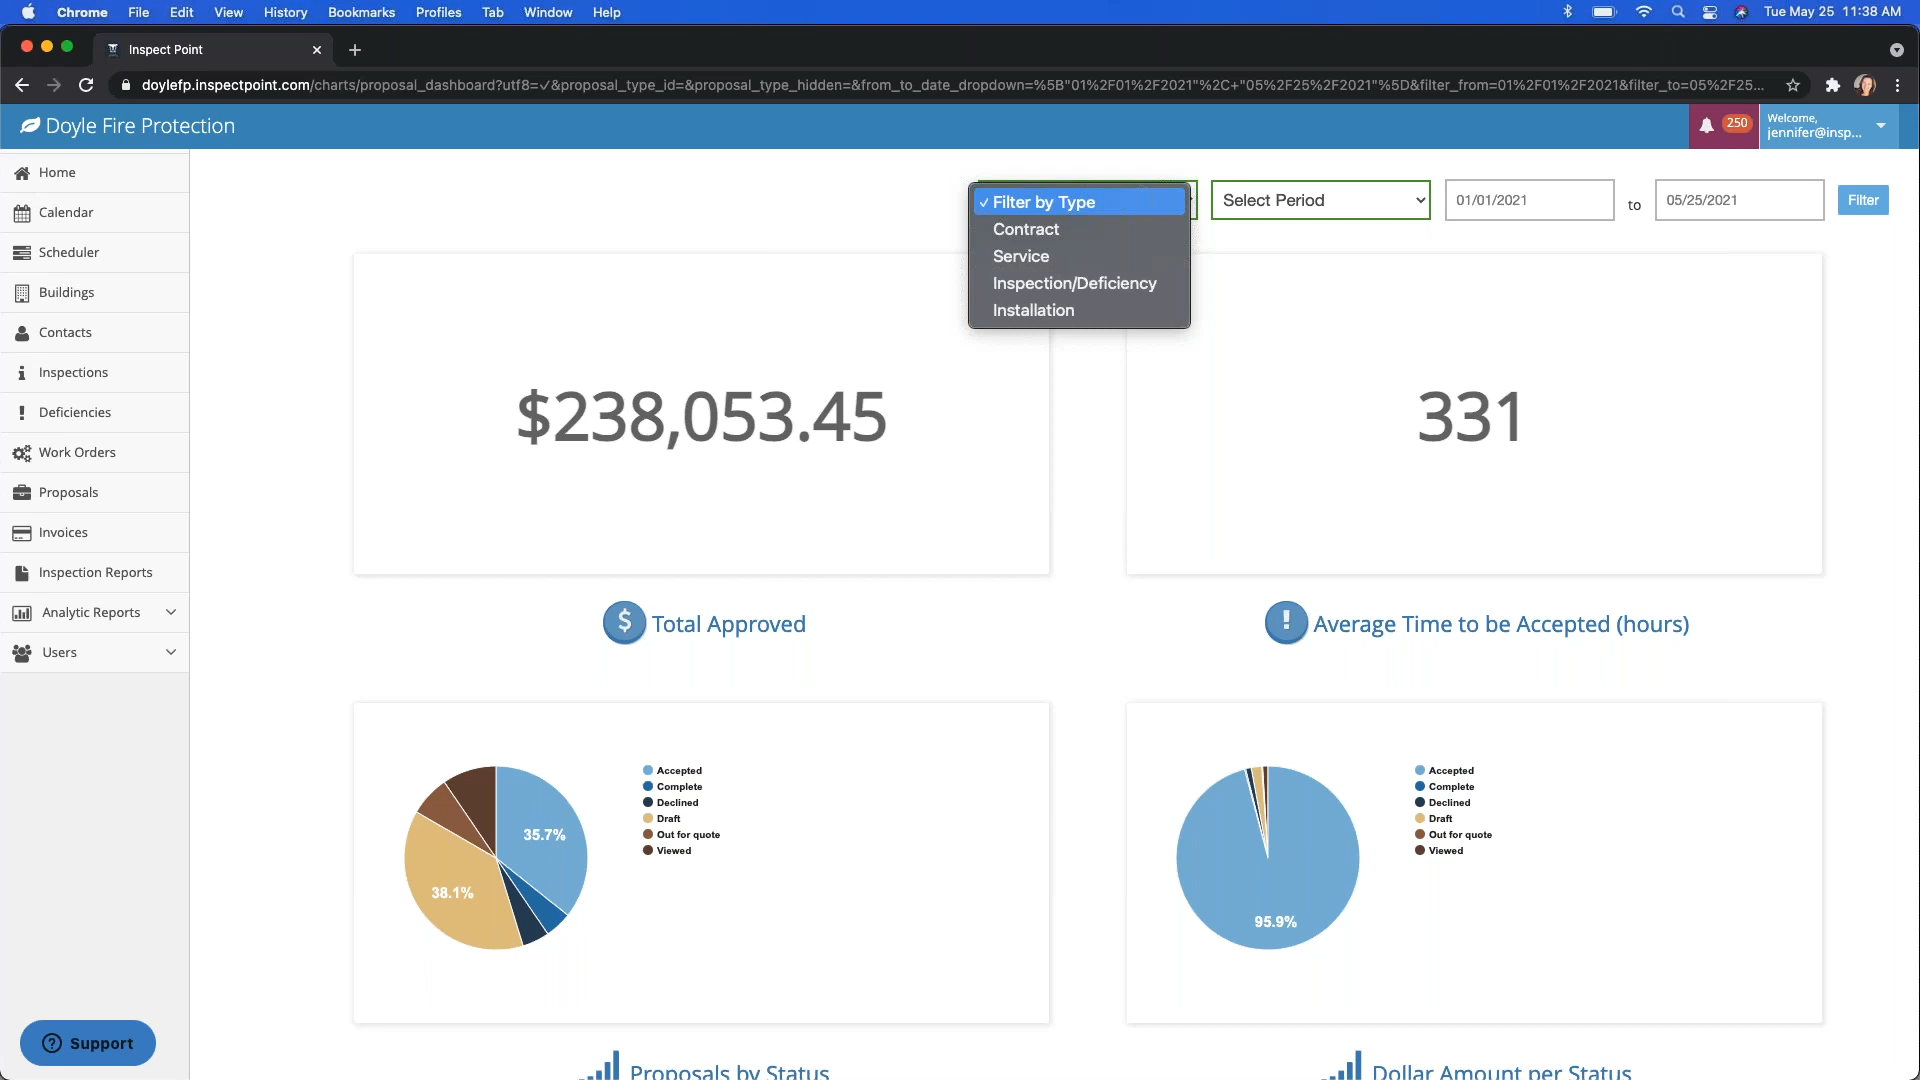 Chrome File Edit View History Bookmarks Profiles Tab Window Help Tue May 25 11:38 AM
Inspect Point
doylefp.inspectpoint.com/charts/proposal_dashboard?utf8=✓&proposal_type_id=&proposal_type_hidden=&from_to_date_dropdown=%5B"01%2F01%2F2021"%2C+"05%2F25%2F2021"%5D&filter_from=01%2F01%2F2021&filter_to=05%2F25...
Doyle Fire Protection
250
Welcome,
jennifer@insp...
Home
Calendar
Scheduler
Buildings
Contacts
Inspections
Deficiencies
Work Orders
Proposals
Invoices
Inspection Reports
Analytic Reports
Users
Support
✓ Filter by Type
Contract
Service
Inspection/Deficiency
Installation
Select Period
01/01/2021 to 05/25/2021
Filter
$238,053.45
331
$ Total Approved
! Average Time to be Accepted (hours)
35.7%
38.1%
Accepted
Complete
Declined
Draft
Out for quote
Viewed
95.9%
Accepted
Complete
Declined
Draft
Out for quote
Viewed
Proposals by Status
Dollar Amount per Status